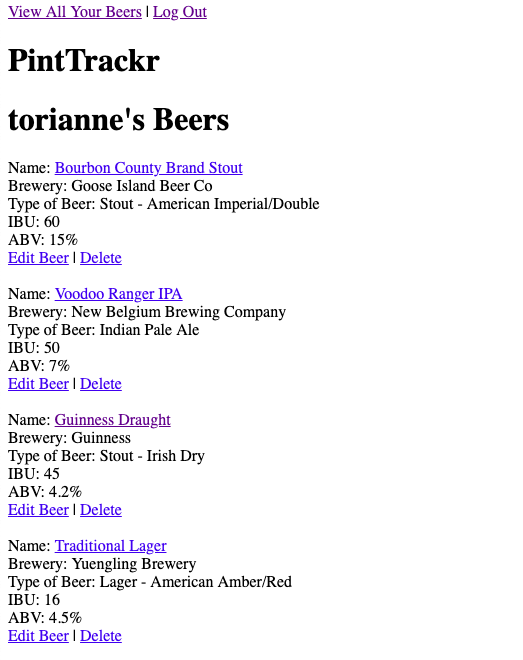 View All Your Beers | Log Out
PintTrackr
torianne's Beers
Name: Bourbon County Brand Stout
Brewery: Goose Island Beer Co
Type of Beer: Stout - American Imperial/Double
IBU: 60
ABV: 15%
Edit Beer | Delete
Name: Voodoo Ranger IPA
Brewery: New Belgium Brewing Company
Type of Beer: Indian Pale Ale
IBU: 50
ABV: 7%
Edit Beer | Delete
Name: Guinness Draught
Brewery: Guinness
Type of Beer: Stout - Irish Dry
IBU: 45
ABV: 4.2%
Edit Beer | Delete
Name: Traditional Lager
Brewery: Yuengling Brewery
Type of Beer: Lager - American Amber/Red
IBU: 16
ABV: 4.5%
Edit Beer | Delete